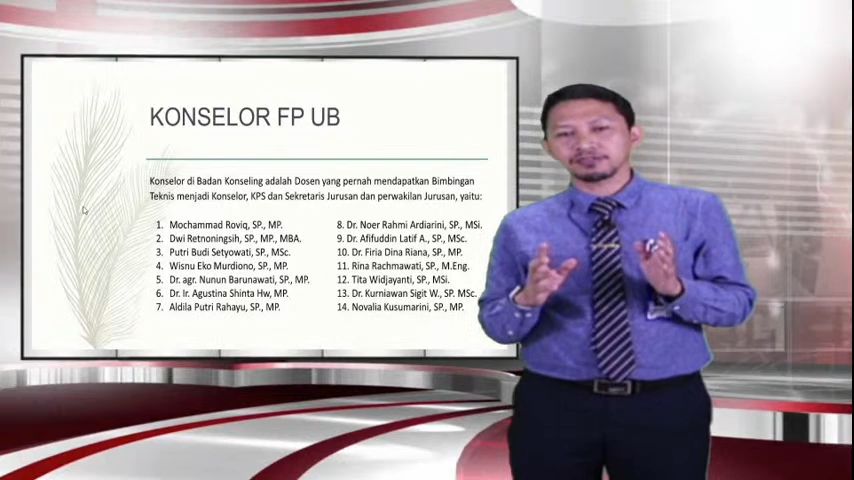 KONSELOR FP UB
Konselor di Badan Konseling adalah Dosen yang pernah mendapatkan Bimbingan
Teknis menjadi Konselor, KPS dan Sekretaris Jurusan dan perwakilan Jurusan, yaitu:
1. Mochammad Roviq, SP., MP.
2. Dwi Retnoningsih, SP., MP., MBA.
3. Putri Budi Setyowati, SP., MSc.
4. Wisnu Eko Murdiono, SP., MP.
5. Dr. agr. Nunun Barunawati, SP., MP.
6. Dr. Ir. Agustina Shinta Hw, MP.
7. Aldila Putri Rahayu, SP., MP.
8. Dr. Noer Rahmi Ardiarini, SP., MSi.
9. Dr. Afifuddin Latif A., SP., MSc.
10. Dr. Firia Dina Riana, SP., MP.
11. Rina Rachmawati, SP., M.Eng.
12. Tita Widjayanti, SP., MSi.
13. Dr. Kurniawan Sigit W., SP. MSc.
14. Novalia Kusumarini, SP., MP.